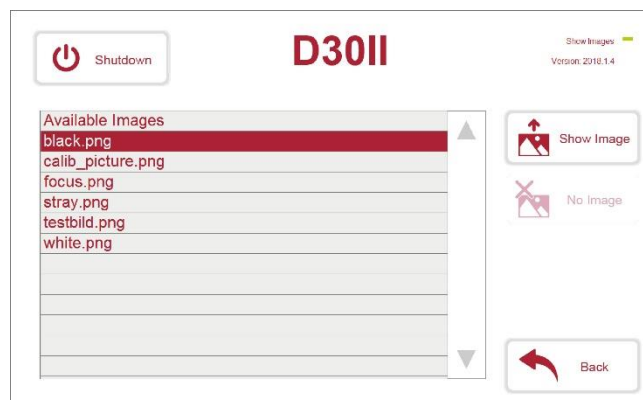 Shutdown
D30II
Show Images
Version: 2018.1.4
Available Images
black.png
calib_picture.png
focus.png
stray.png
testbild.png
white.png
Show Image
No Image
Back